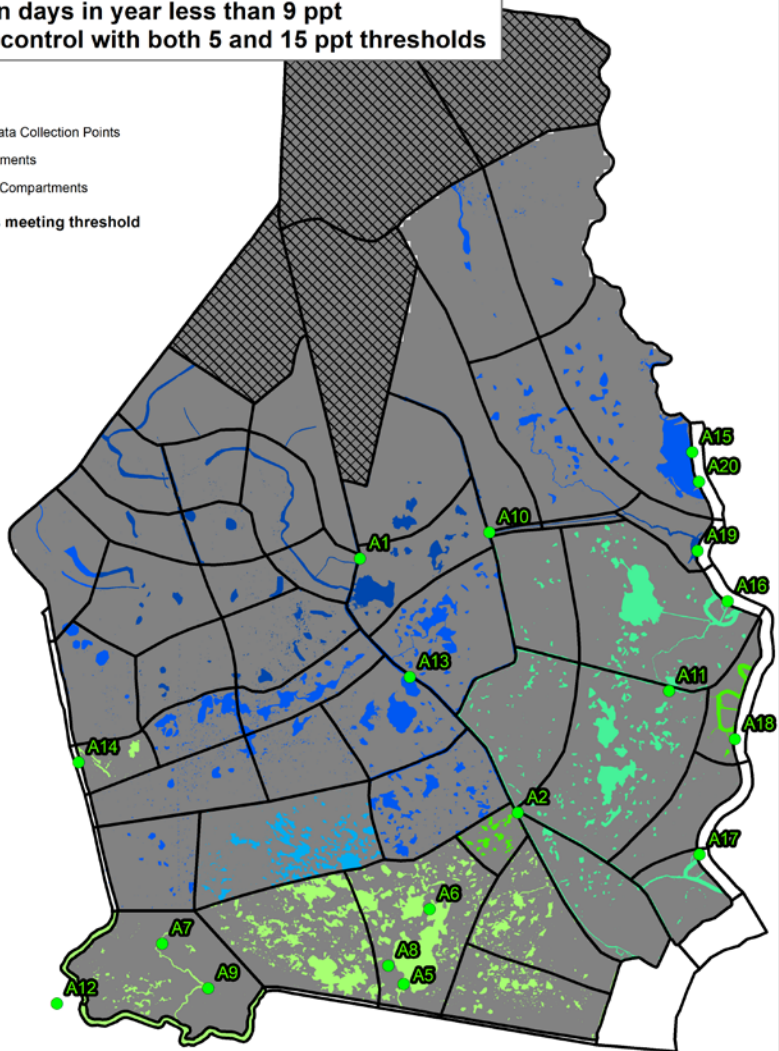 n days in year less than 9 ppt
control with both 5 and 15 ppt thresholds
ata Collection Points
ments
Compartments
meeting threshold
A15
A20
A10
A19
A1
A16
A13
A11
A18
A14
A2
A17
A6
A7
A8
A9
A5
A12